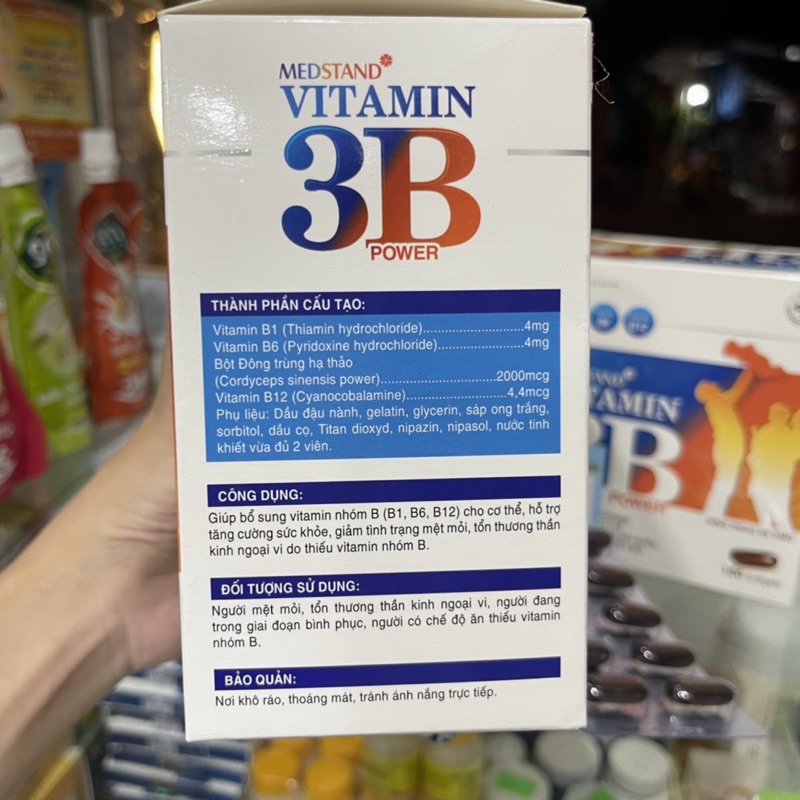 MEDSTAND
VITAMIN
3B
POWER
THÀNH PHẦN CẤU TẠO:
Vitamin B1 (Thiamin hydrochloride)............................4mg
Vitamin B6 (Pyridoxine hydrochloride)........................4mg
Bột Đông trùng hạ thảo
(Cordyceps sinensis power)................................2000mcg
Vitamin B12 (Cyanocobalamine)............................4,4mcg
Phụ liệu: Dầu đậu nành, gelatin, glycerin, sáp ong trắng,
sorbitol, dầu cọ, Titan dioxyd, nipazin, nipasol, nước tinh
khiết vừa đủ 2 viên.
CÔNG DỤNG:
Giúp bổ sung vitamin nhóm B (B1, B6, B12) cho cơ thể, hỗ trợ
tăng cường sức khỏe, giảm tình trạng mệt mỏi, tổn thương thần
kinh ngoại vi do thiếu vitamin nhóm B.
ĐỐI TƯỢNG SỬ DỤNG:
Người mệt mỏi, tổn thương thần kinh ngoại vi, người đang
trong giai đoạn bình phục, người có chế độ ăn thiếu vitamin
nhóm B.
BẢO QUẢN:
Nơi khô ráo, thoáng mát, tránh ánh nắng trực tiếp.
STAND
TAMIN
B
POWER